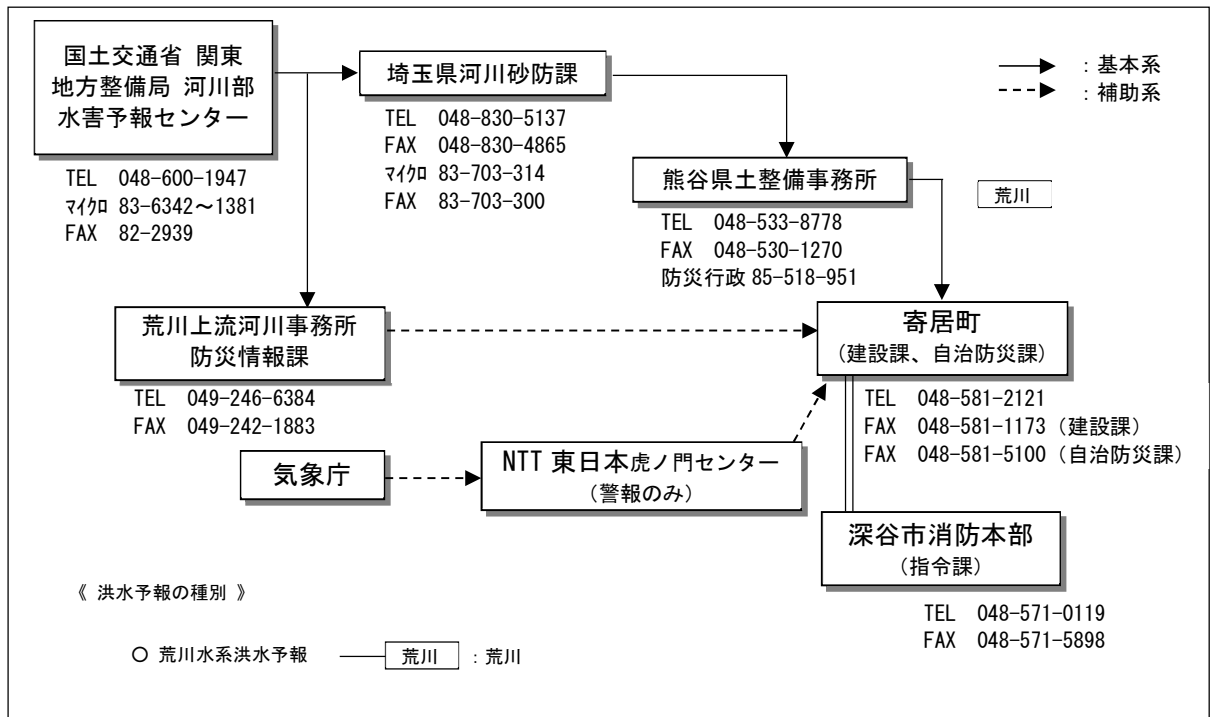 国土交通省 関東
地方整備局 河川部
水害予報センター
TEL 048-600-1947
ﾏｲｸﾛ 83-6342～1381
FAX 82-2939
埼玉県河川砂防課
TEL 048-830-5137
FAX 048-830-4865
ﾏｲｸﾛ 83-703-314
FAX 83-703-300
：基本系
：補助系
熊谷県土整備事務所
TEL 048-533-8778
FAX 048-530-1270
防災行政 85-518-951
荒川
荒川上流河川事務所
防災情報課
TEL 049-246-6384
FAX 049-242-1883
寄居町
（建設課、自治防災課）
TEL 048-581-2121
FAX 048-581-1173（建設課）
FAX 048-581-5100（自治防災課）
気象庁
NTT 東日本虎ノ門センター
（警報のみ）
深谷市消防本部
（指令課）
TEL 048-571-0119
FAX 048-571-5898
《 洪水予報の種別 》
○ 荒川水系洪水予報 荒川 ：荒川